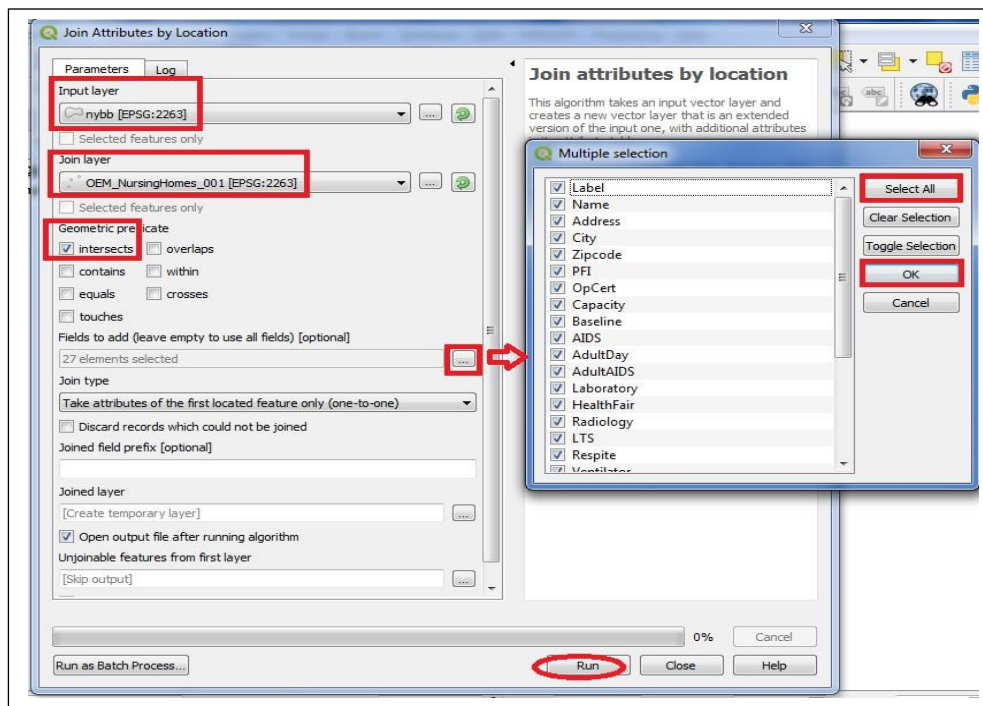 Join Attributes by Location
Parameters Log
Input layer
nybb [EPSG:2263]
...
Selected features only
Join layer
OEM_NursingHomes_001 [EPSG:2263]
...
Selected features only
Geometric predicate
intersects overlaps
contains within
equals crosses
touches
Fields to add (leave empty to use all fields) [optional]
27 elements selected
...
Join type
Take attributes of the first located feature only (one-to-one)
Discard records which could not be joined
Joined field prefix [optional]
Joined layer
[Create temporary layer]
...
Open output file after running algorithm
Unjoinable features from first layer
[Skip output]
...
0% Cancel
Run as Batch Process... Run Close Help
Join attributes by location
This algorithm takes an input vector layer and
creates a new vector layer that is an extended
version of the input one, with additional attributes
Multiple selection
Label
Name
Address
City
Zipcode
PFI
OpCert
Capacity
Baseline
AIDS
AdultDay
AdultAIDS
Laboratory
HealthFair
Radiology
LTS
Respite
Ventilator
Select All
Clear Selection
Toggle Selection
OK
Cancel
abc